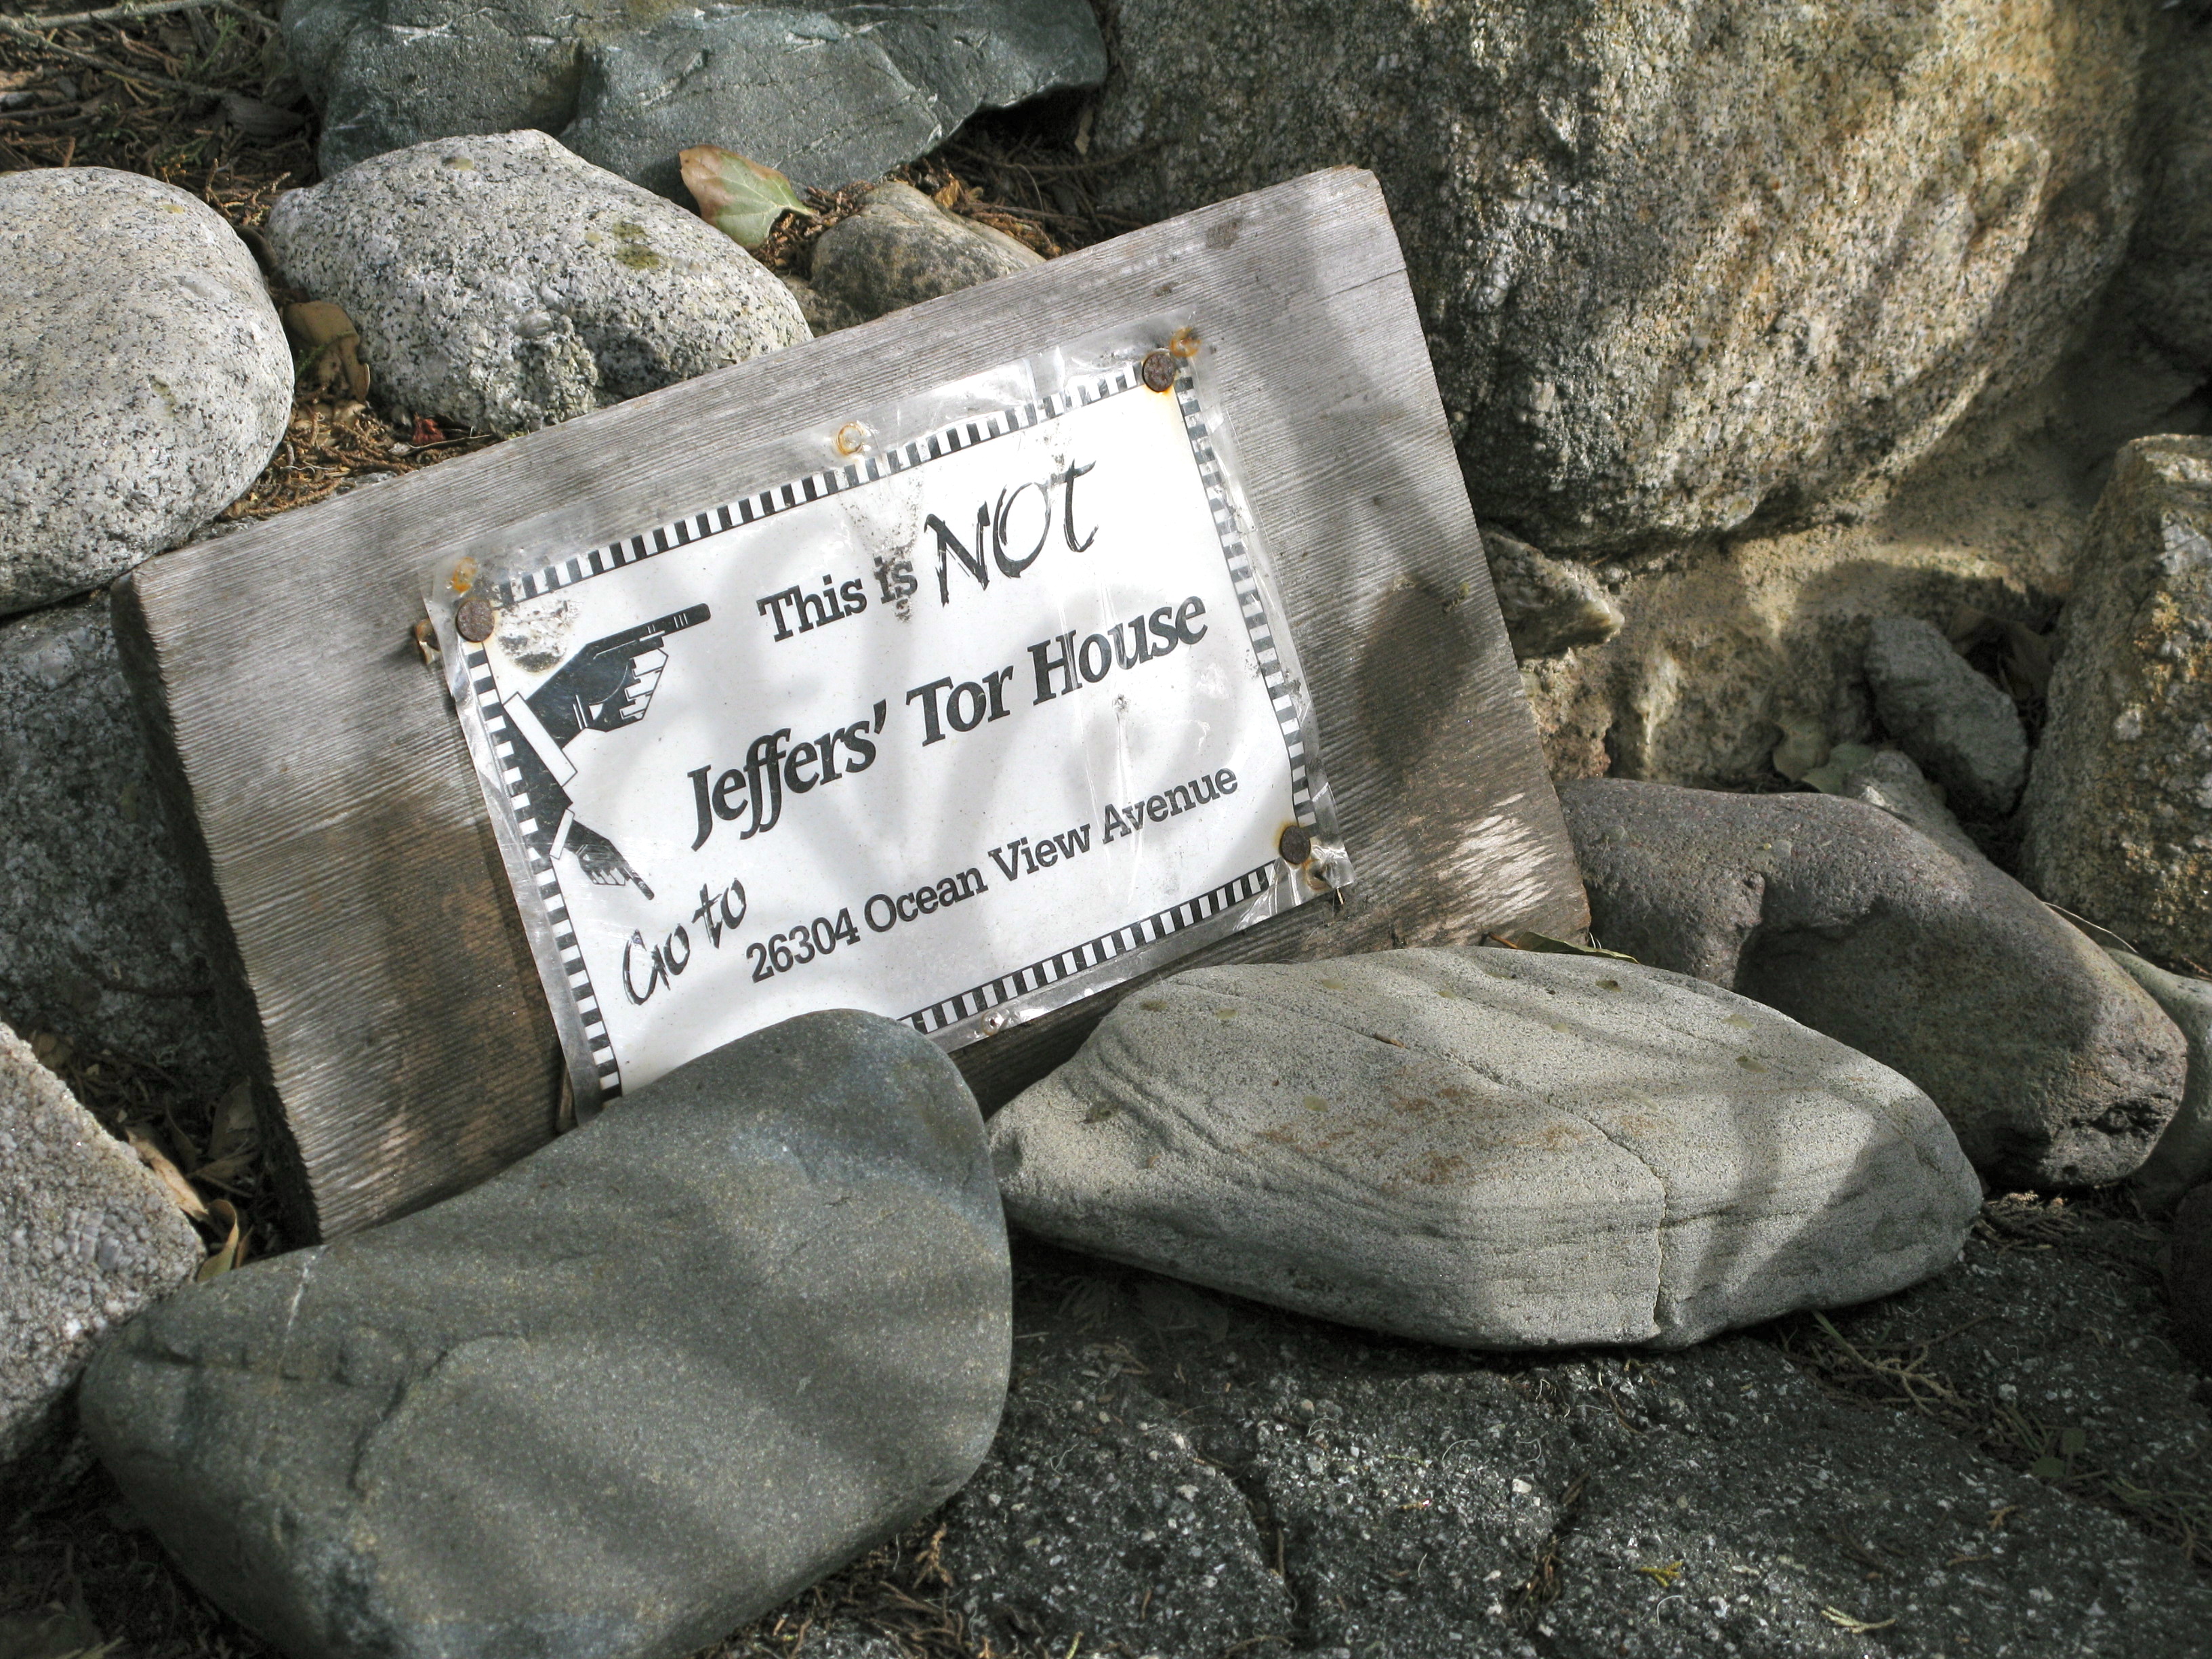 This is NOt
Jeffers' Tor House
Go to
26304 Ocean View Avenue